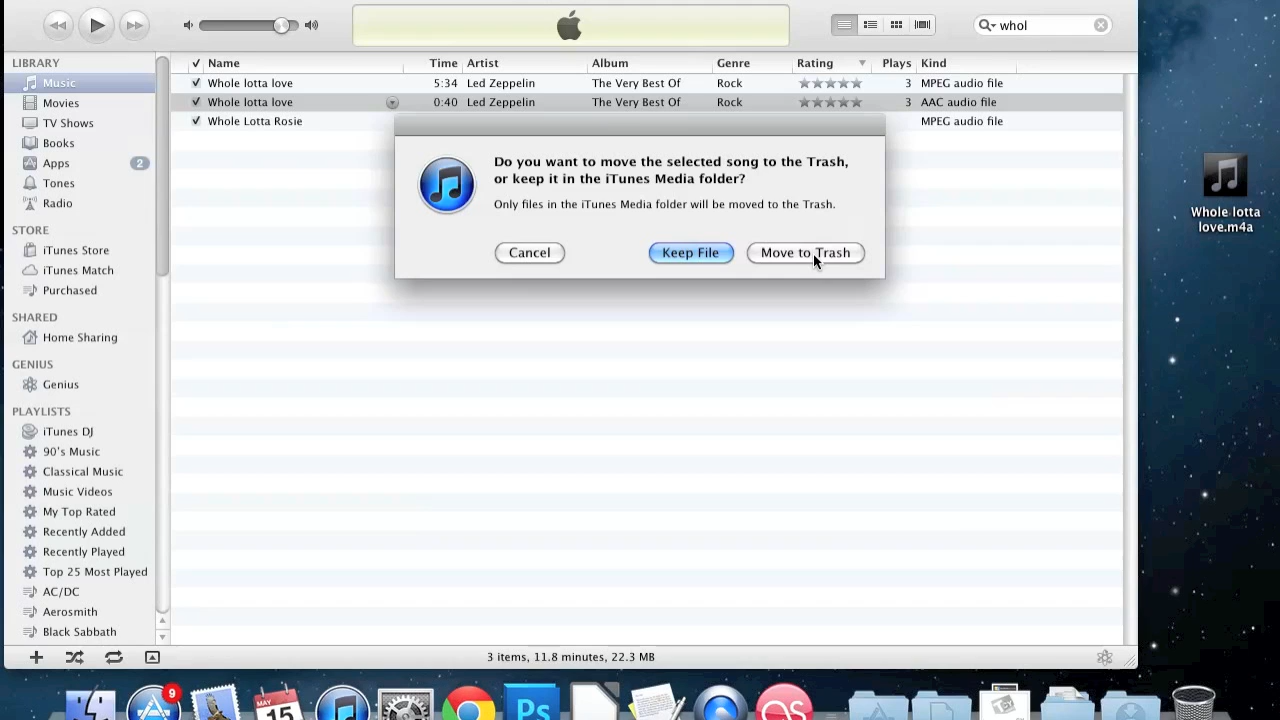 whol
LIBRARY
Music
Movies
TV Shows
Books
Apps 2
Tones
Radio
STORE
iTunes Store
iTunes Match
Purchased
SHARED
Home Sharing
GENIUS
Genius
PLAYLISTS
iTunes DJ
90's Music
Classical Music
Music Videos
My Top Rated
Recently Added
Recently Played
Top 25 Most Played
AC/DC
Aerosmith
Black Sabbath
Name Time Artist Album Genre Rating Plays Kind
Whole lotta love 5:34 Led Zeppelin The Very Best Of Rock 3 MPEG audio file
Whole lotta love 0:40 Led Zeppelin The Very Best Of Rock 3 AAC audio file
Whole Lotta Rosie MPEG audio file
Do you want to move the selected song to the Trash,
or keep it in the iTunes Media folder?
Only files in the iTunes Media folder will be moved to the Trash.
Cancel Keep File Move to Trash
3 items, 11.8 minutes, 22.3 MB
Whole lotta
love.m4a
9
MAY
15
Ps